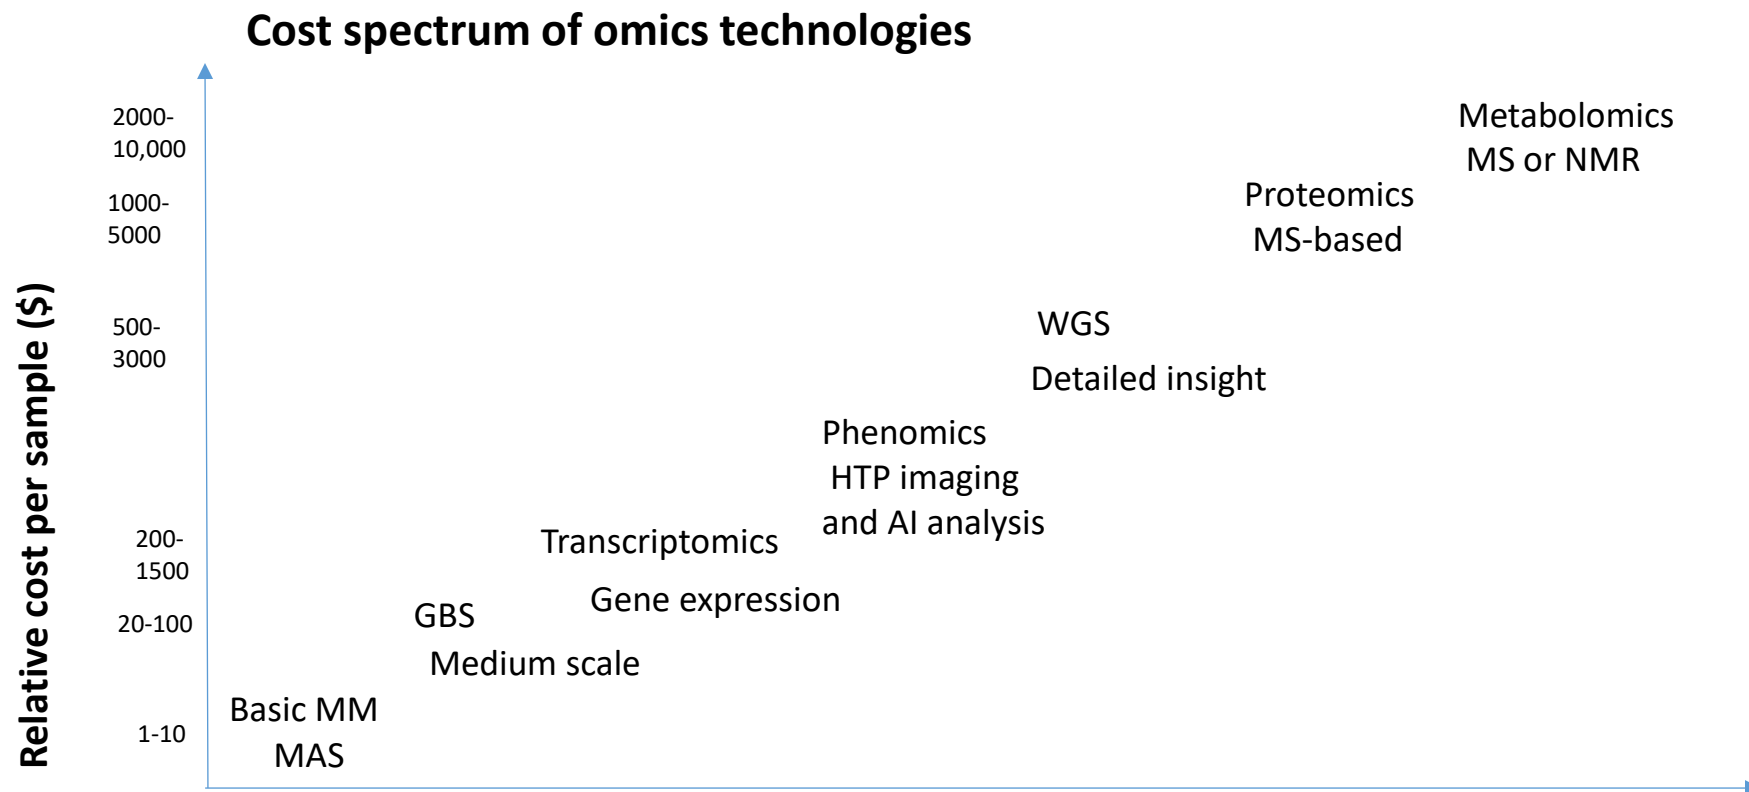 Cost spectrum of omics technologies
Relative cost per sample ($)
2000-
10,000
1000-
5000
500-
3000
200-
1500
20-100
1-10
Metabolomics
MS or NMR
Proteomics
MS-based
WGS
Detailed insight
Phenomics
HTP imaging
and AI analysis
Transcriptomics
Gene expression
GBS
Medium scale
Basic MM
MAS